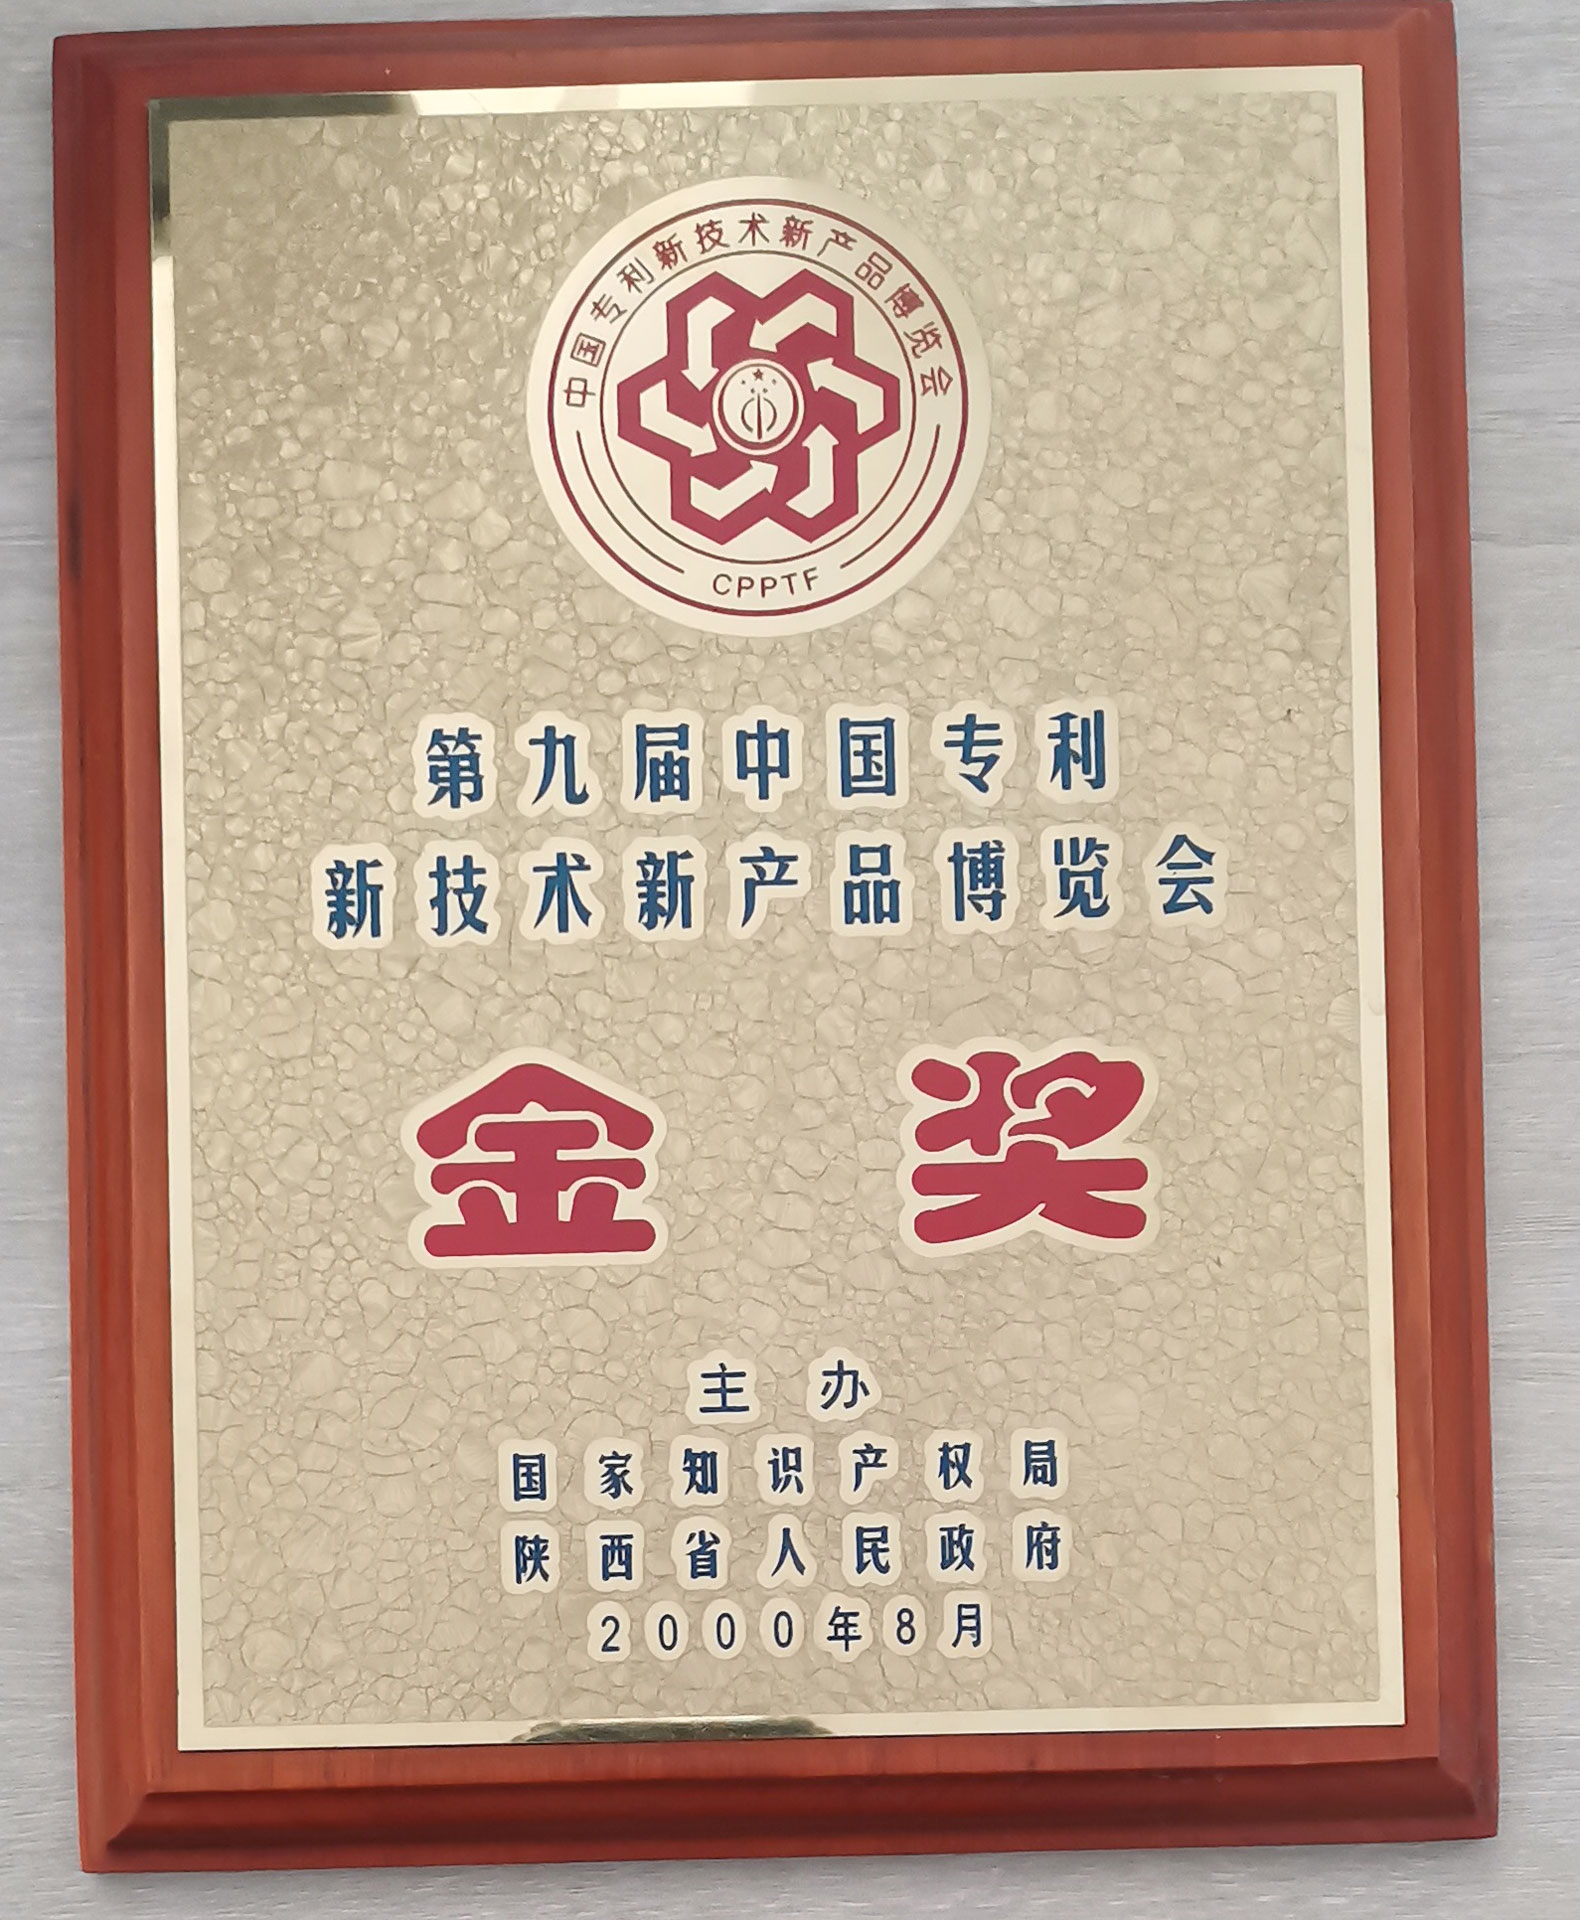 中国专利新技术新产品博览会
CPPTF
第九届中国专利
新技术新产品博览会
金奖
主办
国家知识产权局
陕西省人民政府
2000年8月